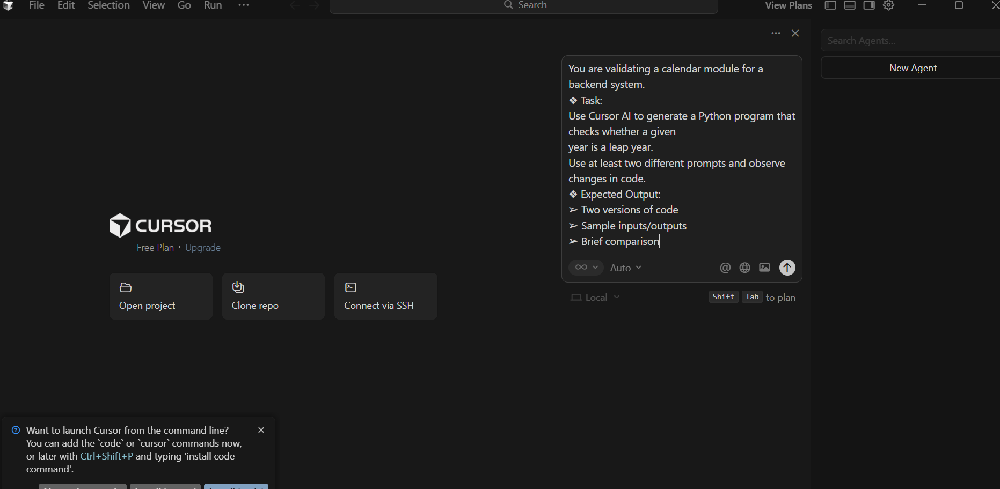 File Edit Selection View Go Run ···
Search
View Plans
Search Agents...
New Agent
You are validating a calendar module for a
backend system.
❖ Task:
Use Cursor AI to generate a Python program that
checks whether a given
year is a leap year.
Use at least two different prompts and observe
changes in code.
❖ Expected Output:
➢ Two versions of code
➢ Sample inputs/outputs
➢ Brief comparison
Auto
Local
Shift Tab to plan
CURSOR
Free Plan · Upgrade
Open project
Clone repo
Connect via SSH
Want to launch Cursor from the command line?
You can add the `code` or `cursor` commands now,
or later with Ctrl+Shift+P and typing 'install code
command'.